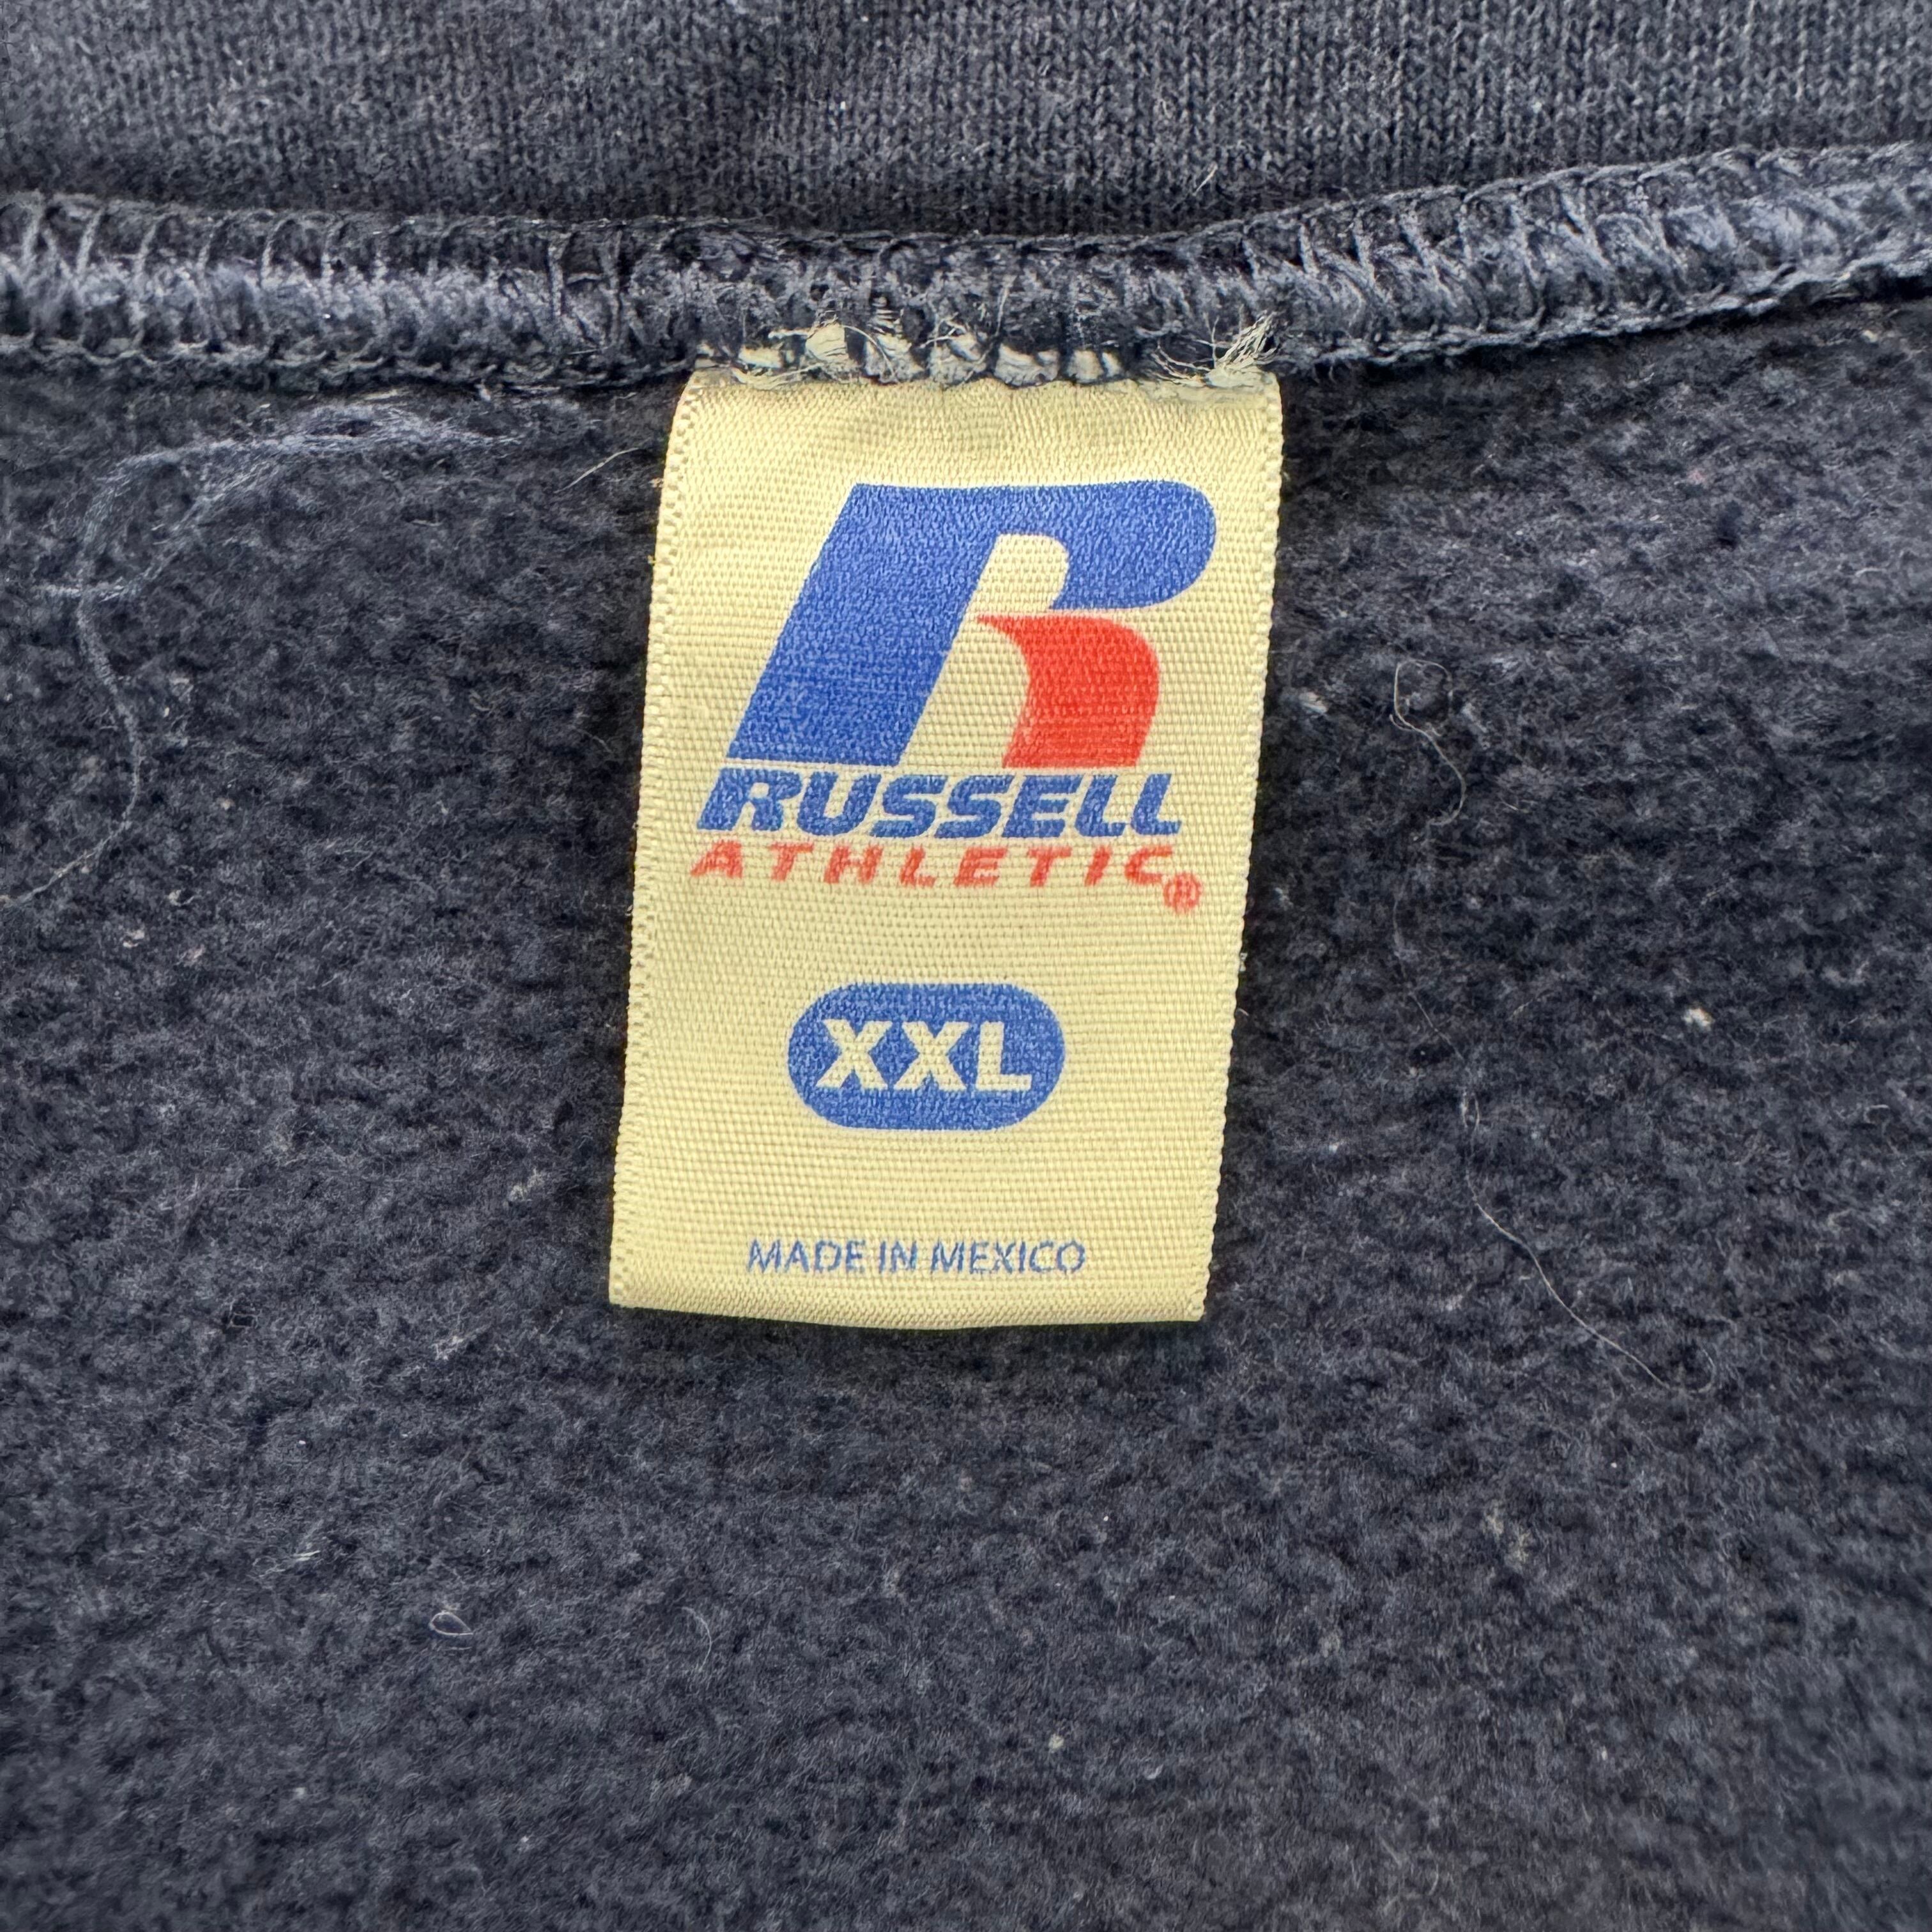 R
RUSSELL
ATHLETIC®
XXL
MADE IN MEXICO